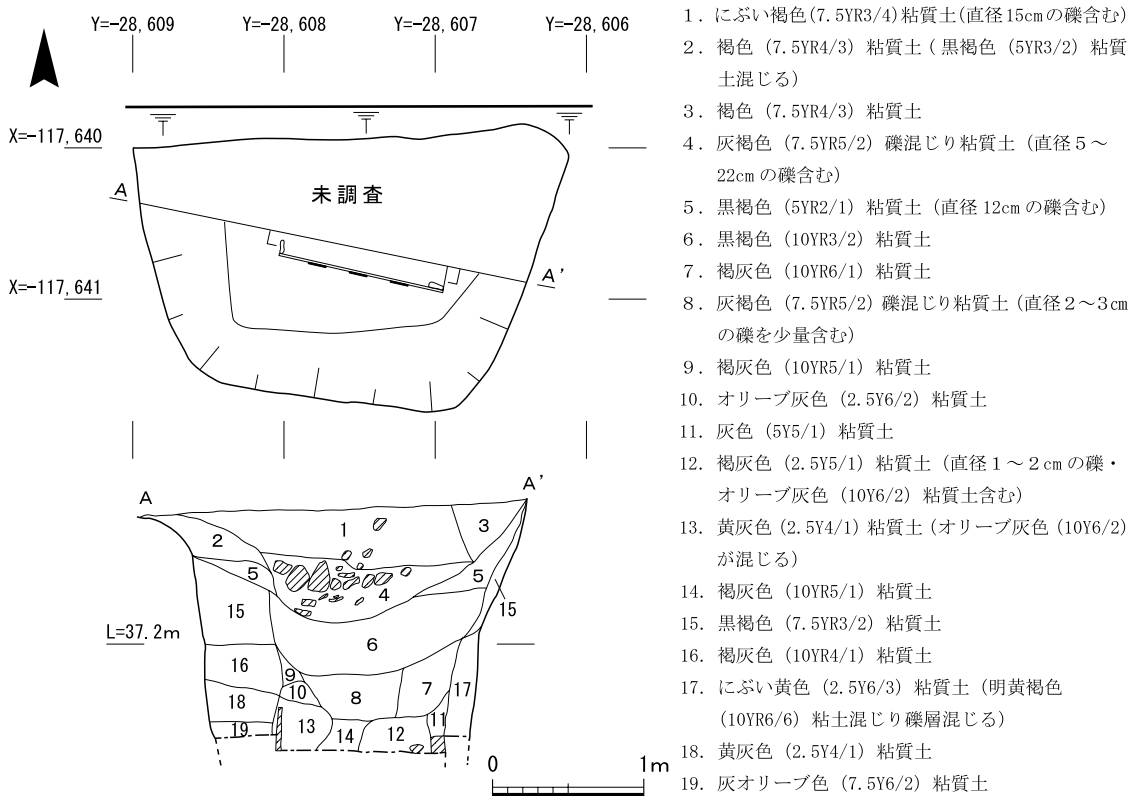 Y=-28,609 Y=-28,608 Y=-28,607 Y=-28,606
X=-117,640
A
未調査
A'
X=-117,641
A
A'
1
3
2
5
5
4
15
15
L=37.2m
6
16
9
10
8
7
17
18
13
11
19
14
12
0 1m
1. にぶい褐色(7.5YR3/4)粘質土(直径15cmの礫含む)
2. 褐色 (7.5YR4/3) 粘質土 ( 黒褐色 (5YR3/2) 粘質
土混じる)
3. 褐色 (7.5YR4/3) 粘質土
4. 灰褐色 (7.5YR5/2) 礫混じり粘質土 (直径5～
22cm の礫含む)
5. 黒褐色 (5YR2/1) 粘質土 (直径 12cm の礫含む)
6. 黒褐色 (10YR3/2) 粘質土
7. 褐灰色 (10YR6/1) 粘質土
8. 灰褐色 (7.5YR5/2) 礫混じり粘質土 (直径2～3cm
の礫を少量含む)
9. 褐灰色 (10YR5/1) 粘質土
10. オリーブ灰色 (2.5Y6/2) 粘質土
11. 灰色 (5Y5/1) 粘質土
12. 褐灰色 (2.5Y5/1) 粘質土 (直径1～2cm の礫・
オリーブ灰色 (10Y6/2) 粘質土含む)
13. 黄灰色 (2.5Y4/1) 粘質土 (オリーブ灰色 (10Y6/2)
が混じる)
14. 褐灰色 (10YR5/1) 粘質土
15. 黒褐色 (7.5YR3/2) 粘質土
16. 褐灰色 (10YR4/1) 粘質土
17. にぶい黄色 (2.5Y6/3) 粘質土 (明黄褐色
(10YR6/6) 粘土混じり礫層混じる)
18. 黄灰色 (2.5Y4/1) 粘質土
19. 灰オリーブ色 (7.5Y6/2) 粘質土